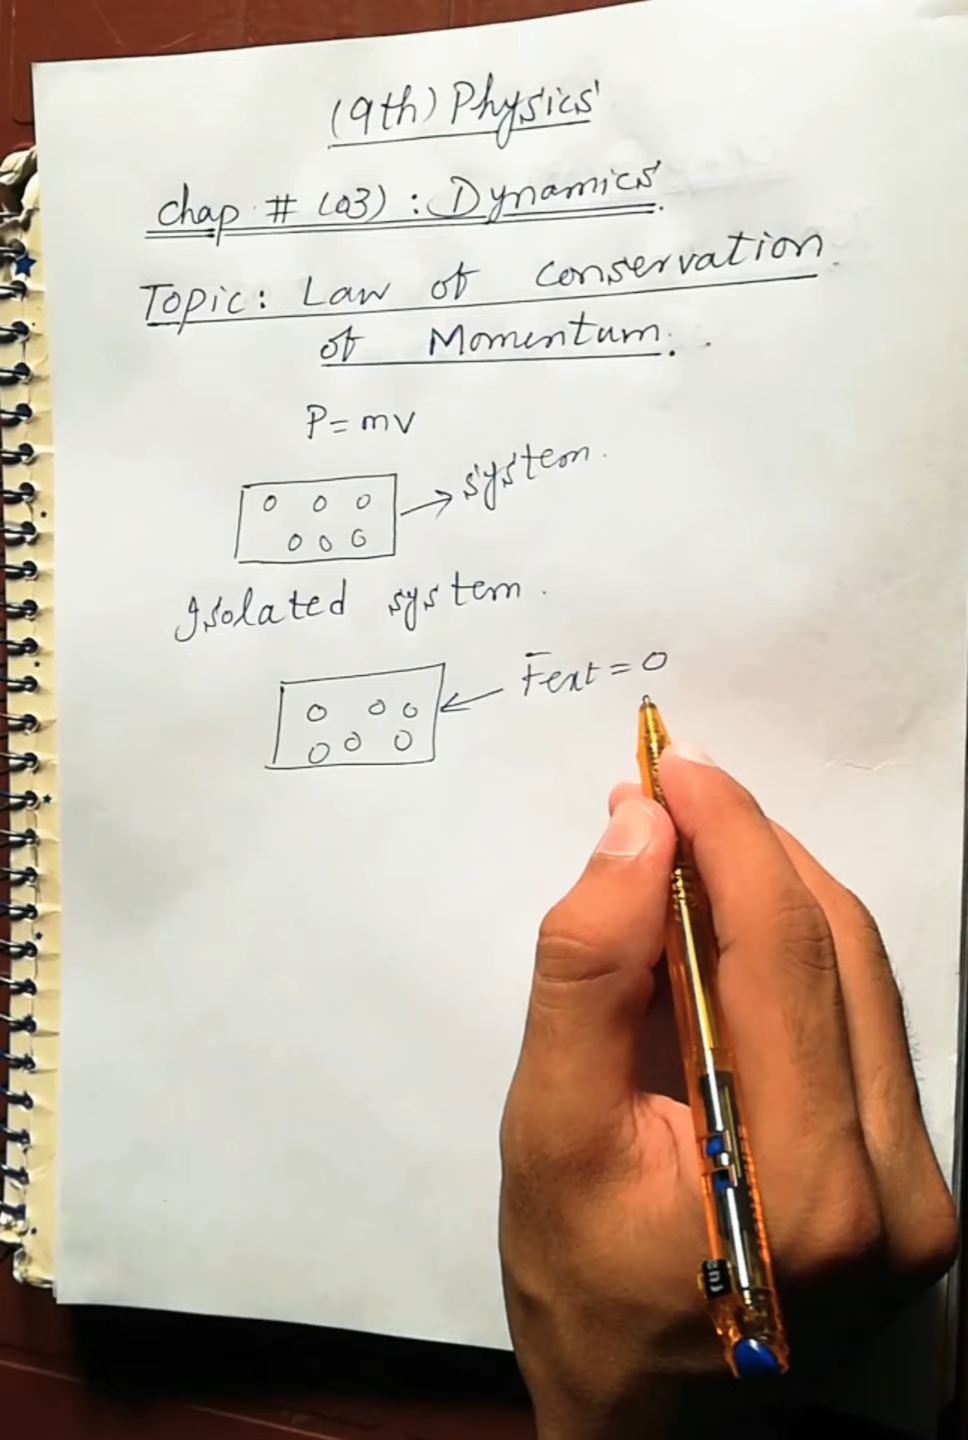 (9th) Physics
Chap # (03) : Dynamics.
Topic: Law of Conservation
of Momentum.
P = mv
system.
Isolated system.
Fext = 0